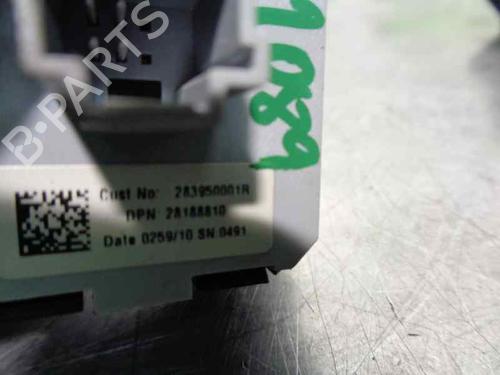 B-PARTS
Cust No: 283950001R
DPN: 28188810
Date 0259/10 SN:0491